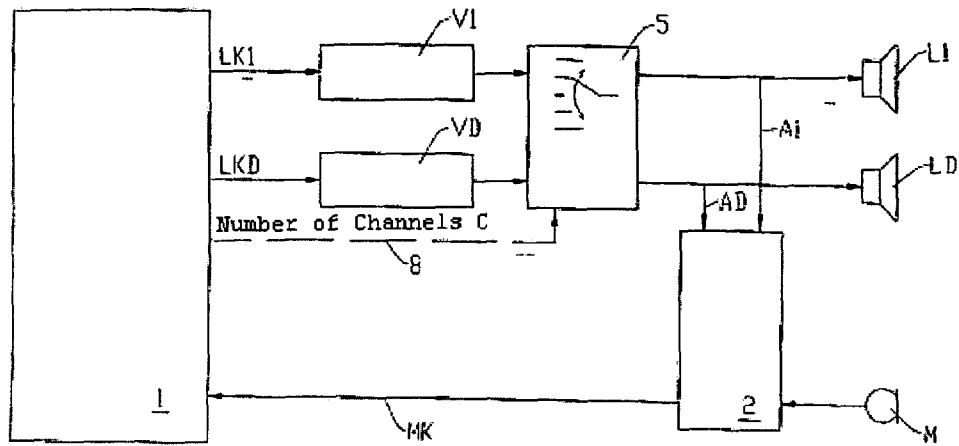 V1
5
LK1
L1
Ai
VD
LKD
LD
AD
Number of Channels C
8
1
2
MK
M